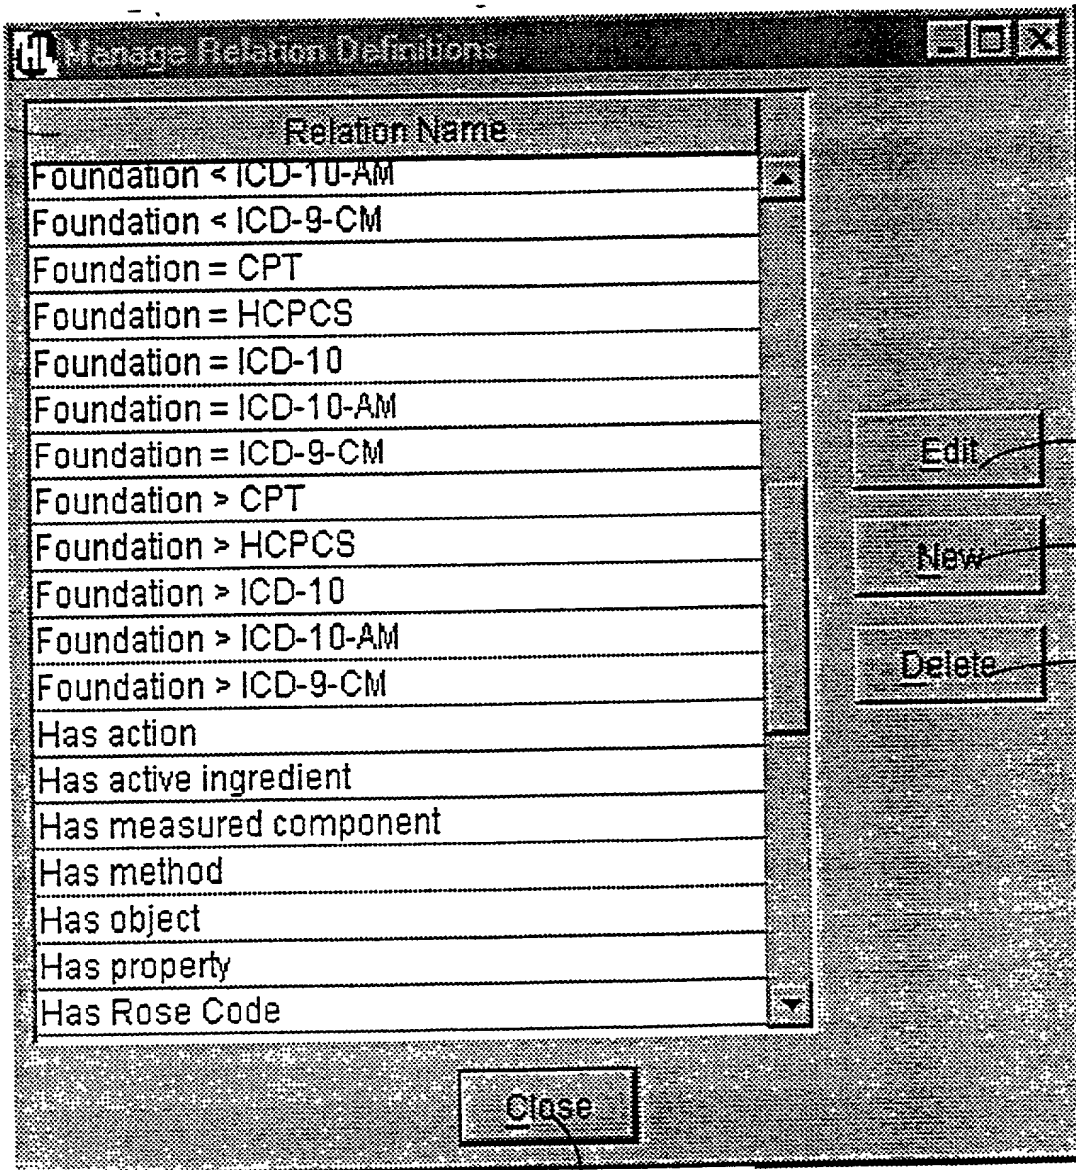 HL Manage Relation Definitions
Relation Name
Foundation < ICD-10-AM
Foundation < ICD-9-CM
Foundation = CPT
Foundation = HCPCS
Foundation = ICD-10
Foundation = ICD-10-AM
Foundation = ICD-9-CM
Foundation > CPT
Foundation > HCPCS
Foundation > ICD-10
Foundation > ICD-10-AM
Foundation > ICD-9-CM
Has action
Has active ingredient
Has measured component
Has method
Has object
Has property
Has Rose Code
Edit
New
Delete
Close